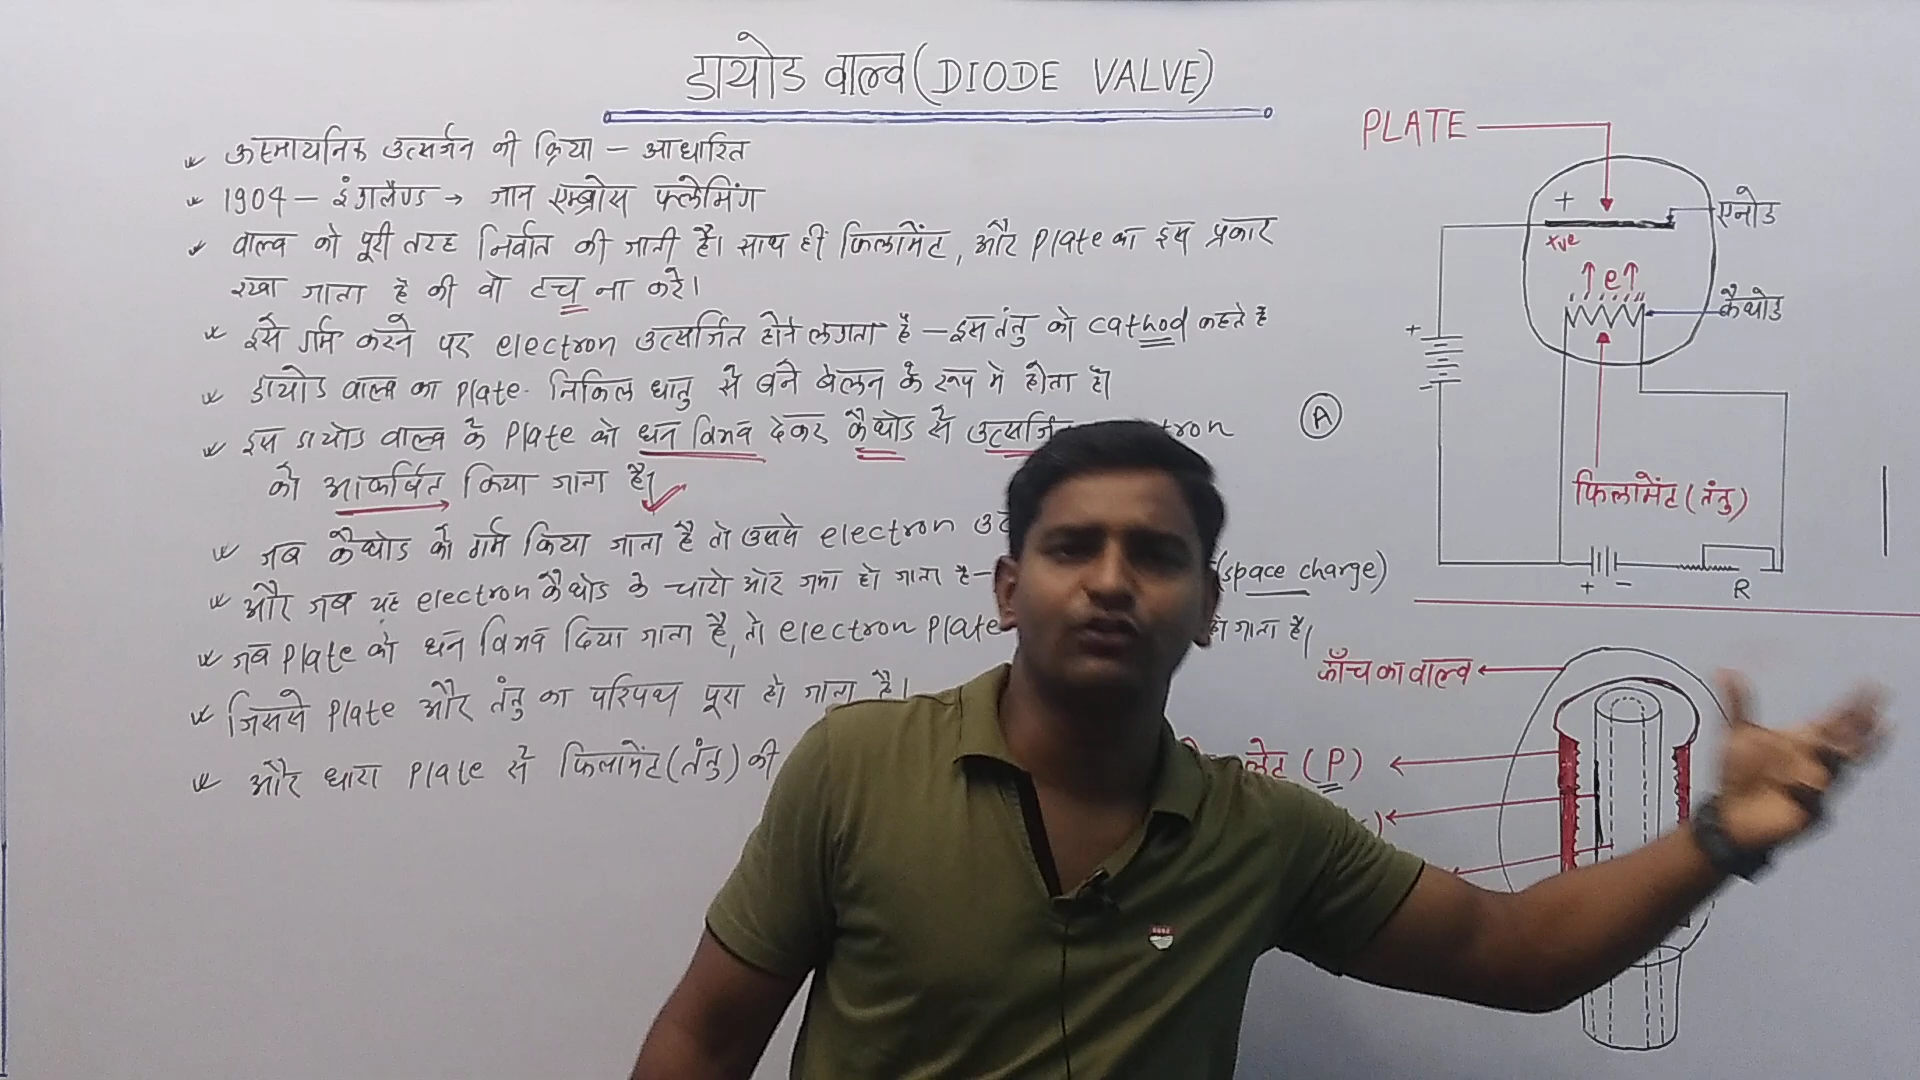 डायोड वाल्व (DIODE VALVE)
ऊष्मायनिक उत्सर्जन की क्रिया – आधारित
1904 – इंगलैण्ड → जान एम्ब्रोस फ्लेमिंग
वाल्व को पूरी तरह निर्वात की जाती है। साथ ही फिलामेंट, और Plate का इस प्रकार
रखा जाता है की वो टच ना करे।
इसे गर्म करने पर electron उत्सर्जित होने लगता है – इस तंतु को cathod कहते है
डायोड वाल्व का Plate - निकिल धातु से बने बेलन के रूप मे होता है।
इस डायोड वाल्व के Plate को धन विभव देकर कैथोड से
को आकर्षित किया जाता है।
जब कैथोड को गर्म किया जाता है तो उससे electron
और जब यह electron कैथोड के चारो ओर जमा हो जाता है – (space charge)
जब Plate को धन विभव दिया जाता है, तो electron Plate हो जाता है।
जिससे Plate और तंतु का परिपथ पूरा हो जाता है।
और धारा Plate से फिलामेंट (तंतु) की
PLATE
+
एनोड
+ve
↑e↑
कैथोड
+
-
A
फिलामेंट (तंतु)
+ -
R
काँच का वाल्व
(P)